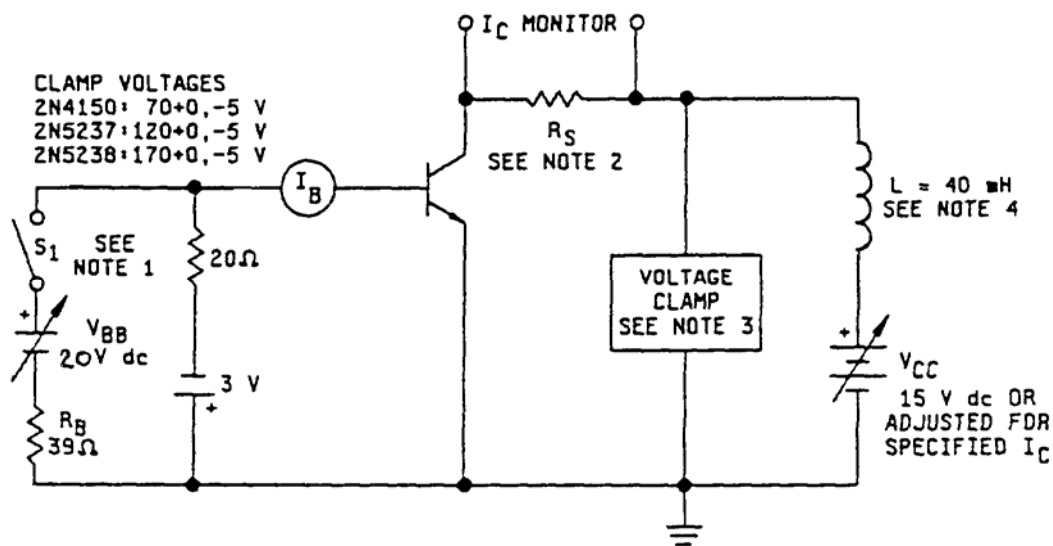 I_C MONITOR
CLAMP VOLTAGES
2N4150: 70+0,-5 V
2N5237:120+0,-5 V
2N5238:170+0,-5 V
I_B
R_S
SEE NOTE 2
L = 40 mH
SEE NOTE 4
S1
SEE
NOTE 1
20Ω
VOLTAGE
CLAMP
SEE NOTE 3
+
V_BB
20V dc
3 V
+
+
V_CC
15 V dc OR
ADJUSTED FOR
SPECIFIED I_C
R_B
39Ω